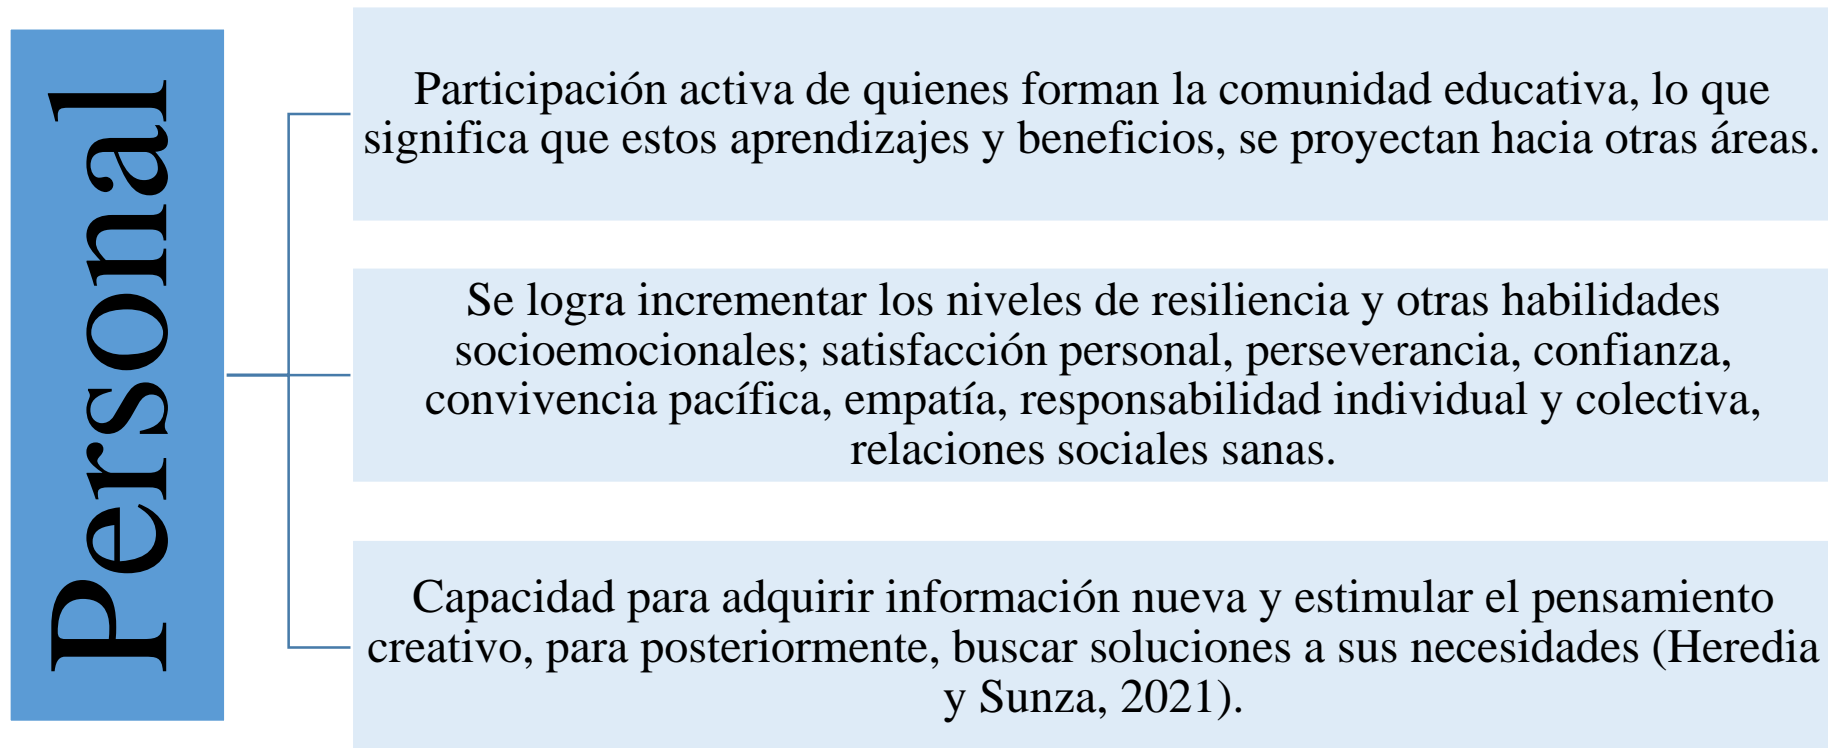 Personal
Participación activa de quienes forman la comunidad educativa, lo que
significa que estos aprendizajes y beneficios, se proyectan hacia otras áreas.
Se logra incrementar los niveles de resiliencia y otras habilidades
socioemocionales; satisfacción personal, perseverancia, confianza,
convivencia pacífica, empatía, responsabilidad individual y colectiva,
relaciones sociales sanas.
Capacidad para adquirir información nueva y estimular el pensamiento
creativo, para posteriormente, buscar soluciones a sus necesidades (Heredia
y Sunza, 2021).